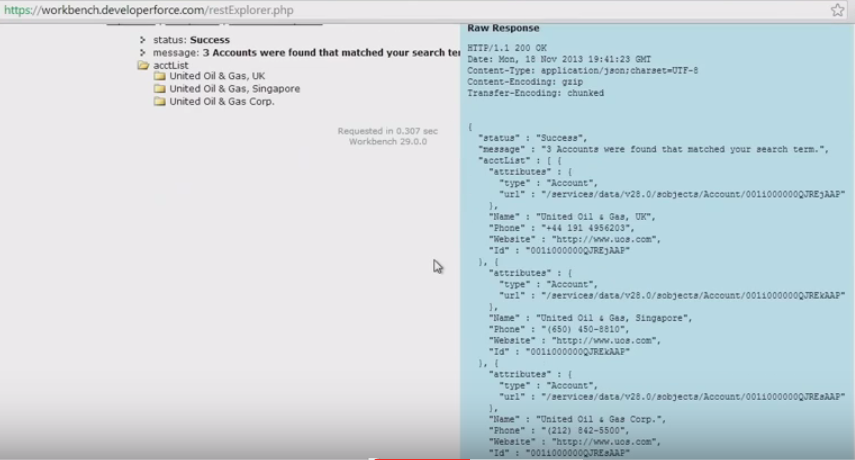 https://workbench.developerforce.com/restExplorer.php
status: Success
message: 3 Accounts were found that matched your search ter
acctList
United Oil & Gas, UK
United Oil & Gas, Singapore
United Oil & Gas Corp.
Requested in 0.307 sec
Workbench 29.0.0
Raw Response
HTTP/1.1 200 OK
Date: Mon, 18 Nov 2013 19:41:23 GMT
Content-Type: application/json;charset=UTF-8
Content-Encoding: gzip
Transfer-Encoding: chunked
{
"status" : "Success",
"message" : "3 Accounts were found that matched your search term.",
"acctList" : [ {
"attributes" : {
"type" : "Account",
"url" : "/services/data/v28.0/sobjects/Account/001i000000QJREjAAP"
},
"Name" : "United Oil & Gas, UK",
"Phone" : "+44 191 4956203",
"Website" : "http://www.uos.com",
"Id" : "001i000000QJREjAAP"
}, {
"attributes" : {
"type" : "Account",
"url" : "/services/data/v28.0/sobjects/Account/001i000000QJREkAAP"
},
"Name" : "United Oil & Gas, Singapore",
"Phone" : "(650) 450-8810",
"Website" : "http://www.uos.com",
"Id" : "001i000000QJREkAAP"
}, {
"attributes" : {
"type" : "Account",
"url" : "/services/data/v28.0/sobjects/Account/001i000000QJREsAAP"
},
"Name" : "United Oil & Gas Corp.",
"Phone" : "(212) 842-5500",
"Website" : "http://www.uos.com",
"Id" : "001i000000QJREsAAP"